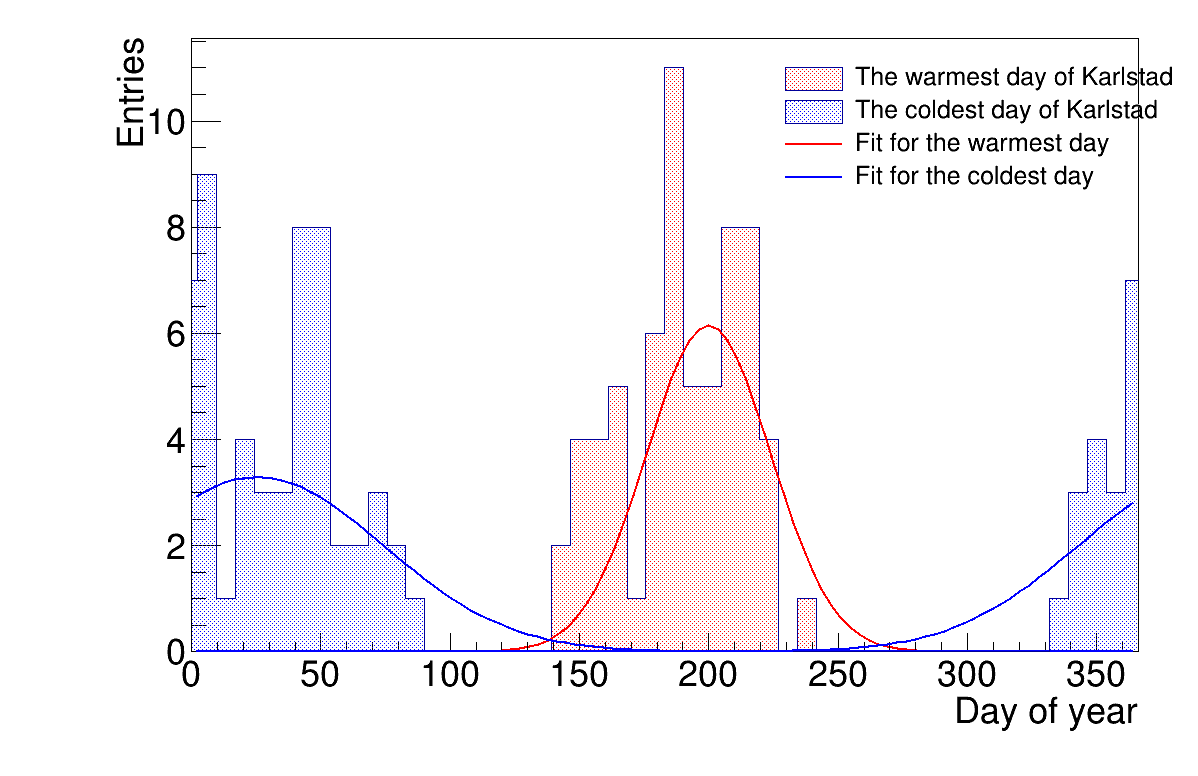 Entries
The warmest day of Karlstad
The coldest day of Karlstad
Fit for the warmest day
Fit for the coldest day
10
8
6
4
2
0
0 50 100 150 200 250 300 350
Day of year